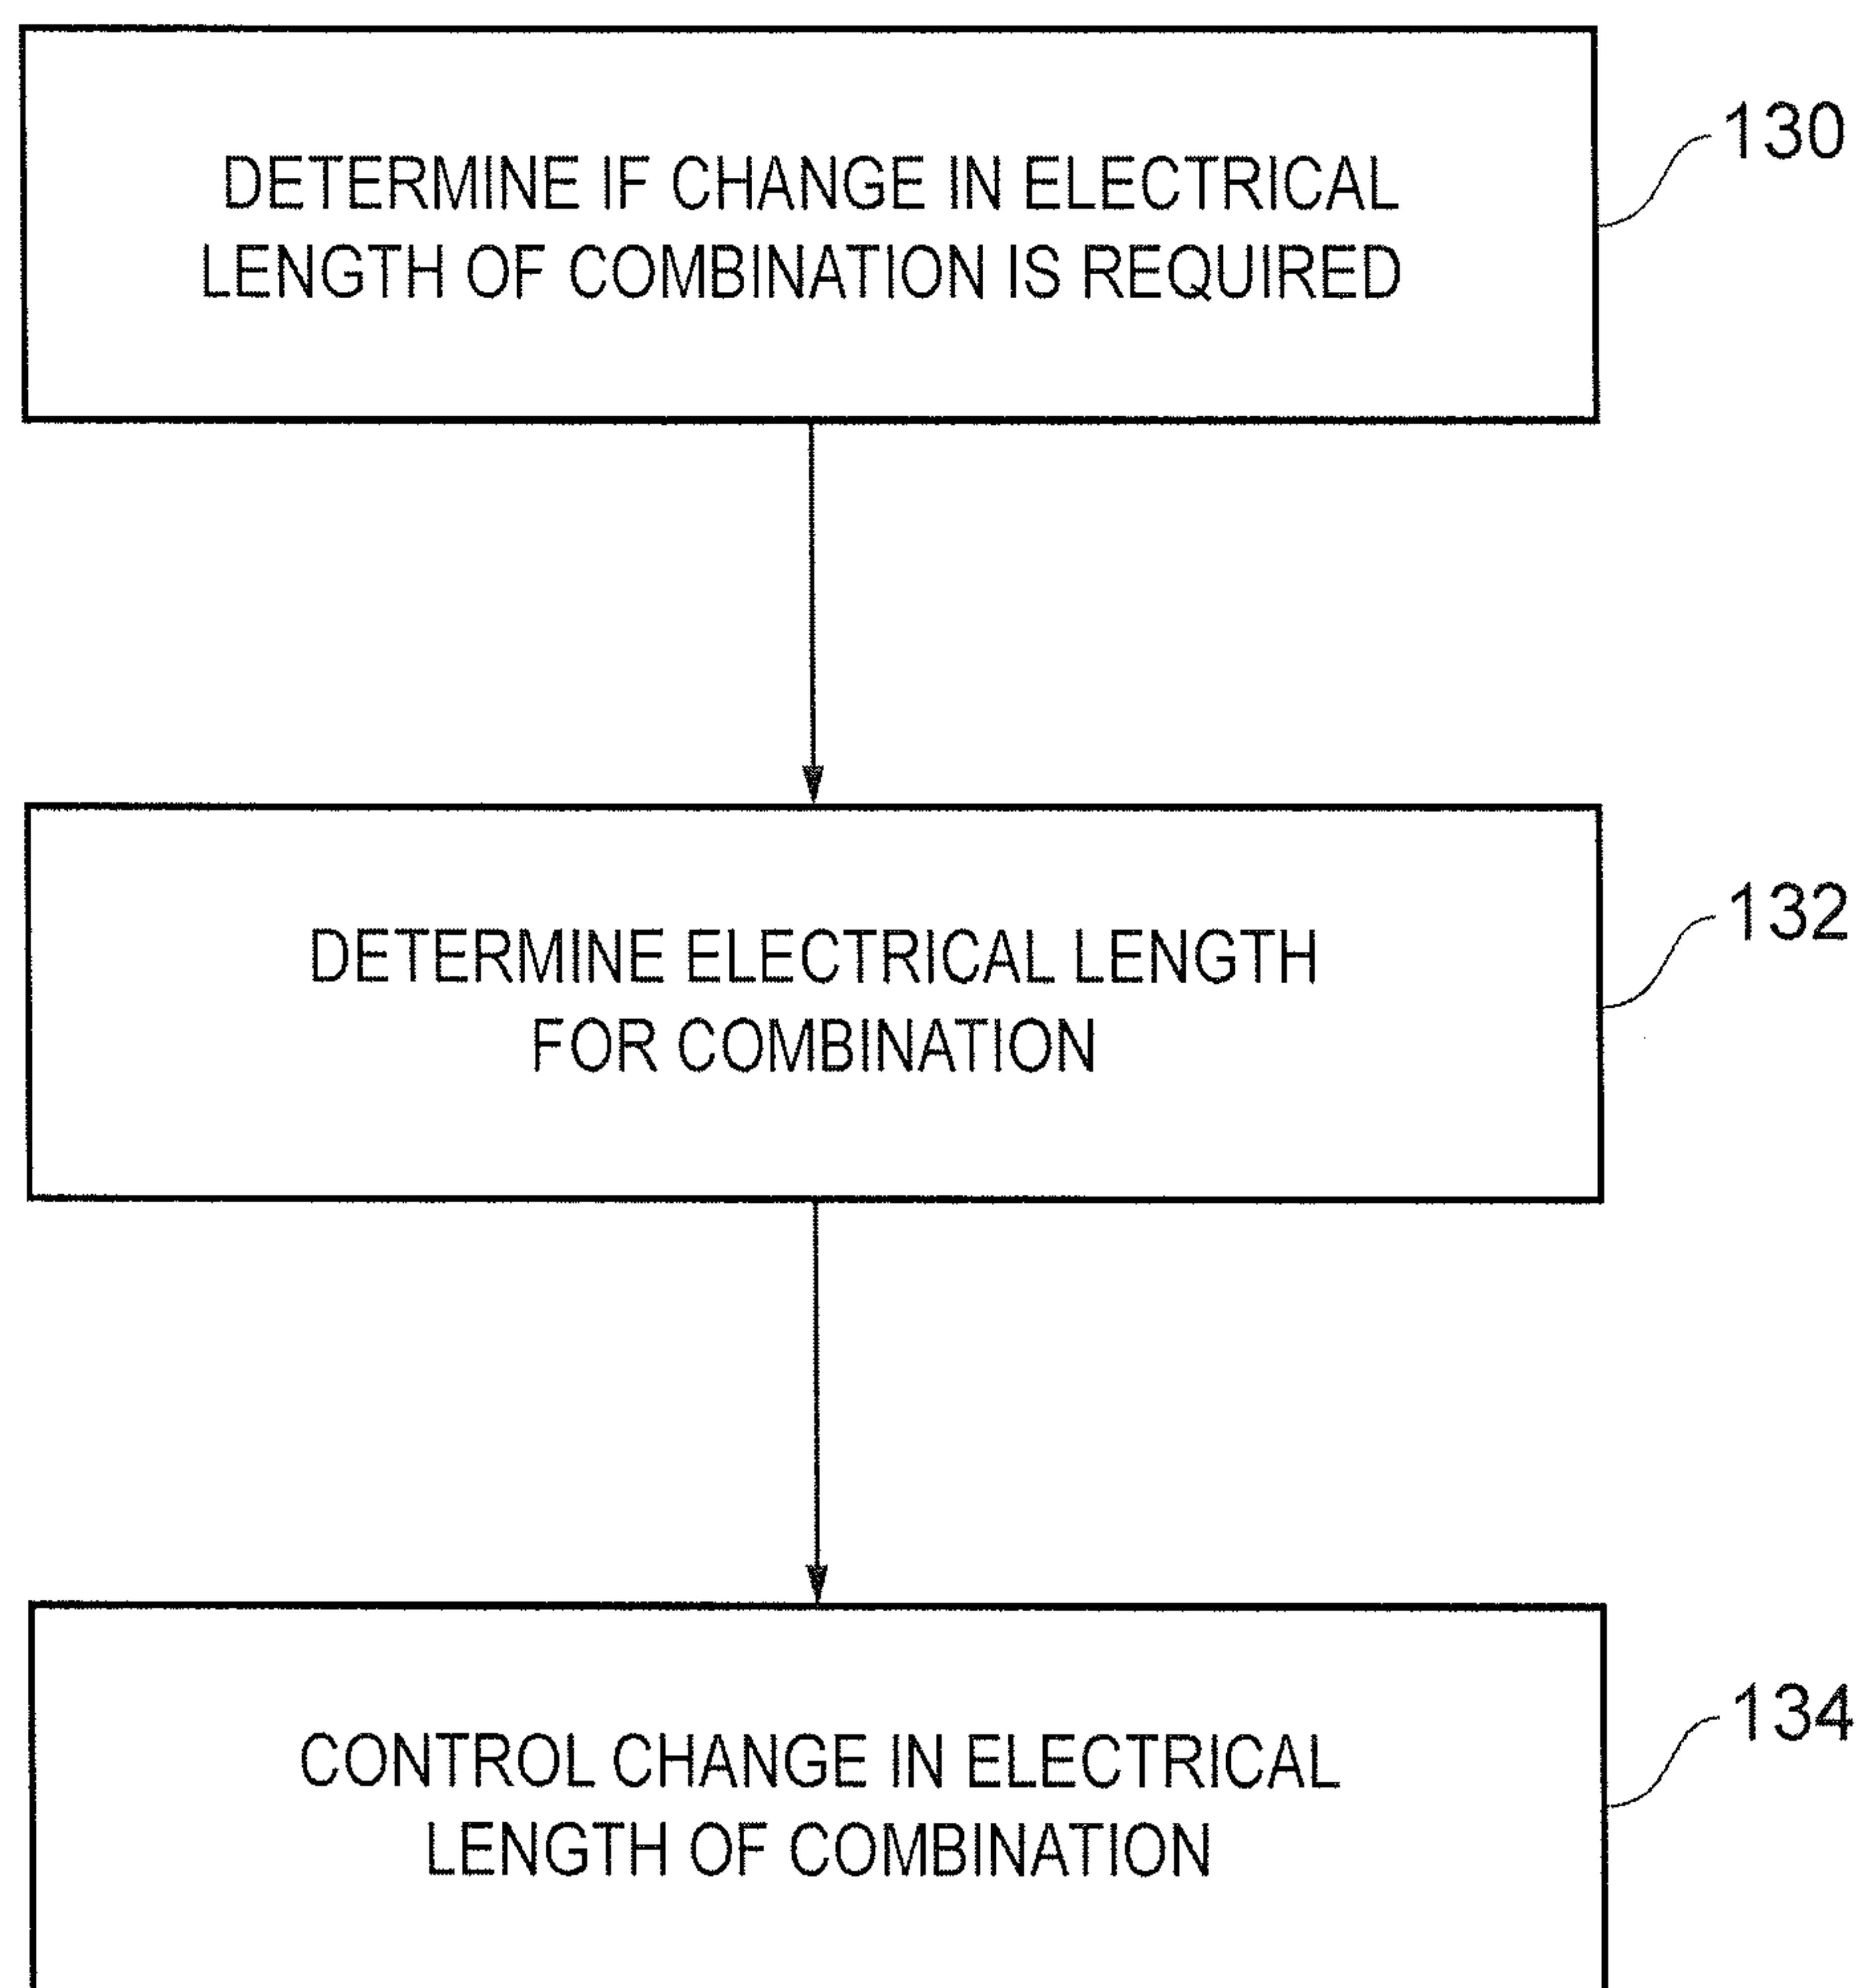 DETERMINE IF CHANGE IN ELECTRICAL
LENGTH OF COMBINATION IS REQUIRED
130
DETERMINE ELECTRICAL LENGTH
FOR COMBINATION
132
CONTROL CHANGE IN ELECTRICAL
LENGTH OF COMBINATION
134